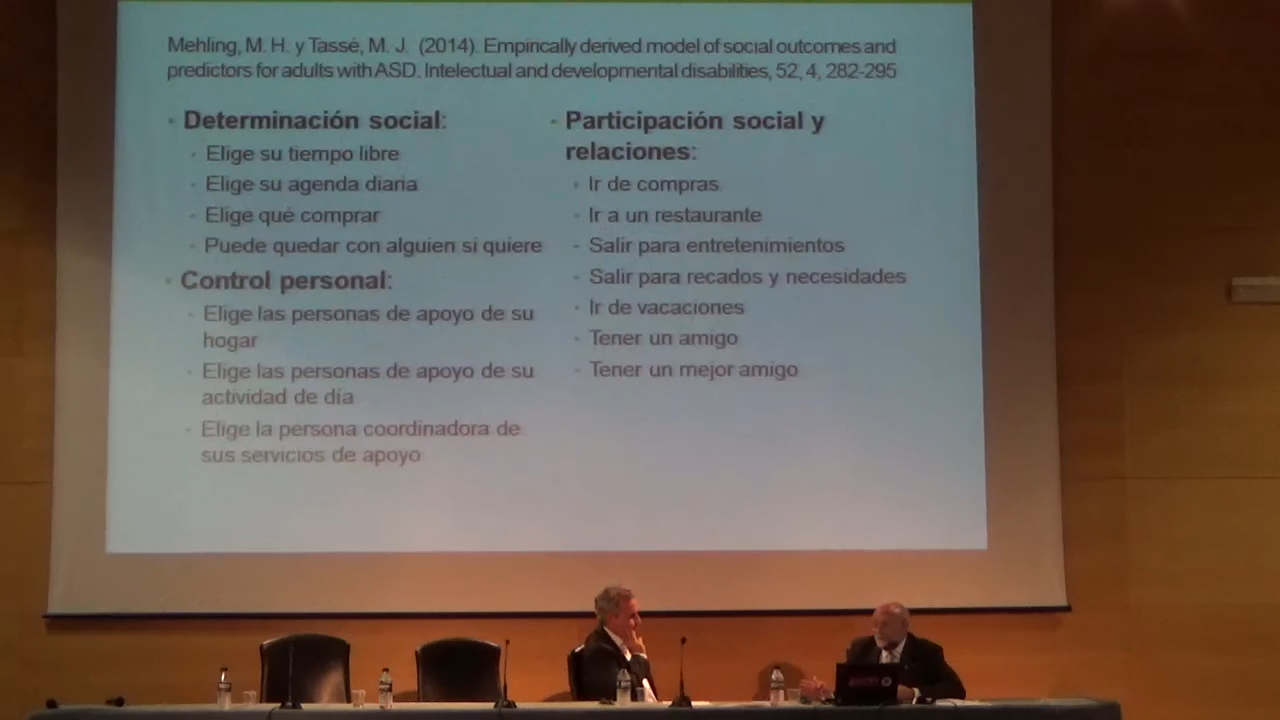 Mehling, M. H. y Tassé, M. J. (2014). Empirically derived model of social outcomes and
predictors for adults with ASD. Intelectual and developmental disabilities, 52, 4, 282-295
Determinación social:
Elige su tiempo libre
Elige su agenda diaria
Elige qué comprar
Puede quedar con alguien si quiere
Control personal:
Elige las personas de apoyo de su
hogar
Elige las personas de apoyo de su
actividad de día
Elige la persona coordinadora de
sus servicios de apoyo
Participación social y
relaciones:
Ir de compras
Ir a un restaurante
Salir para entretenimientos
Salir para recados y necesidades
Ir de vacaciones
Tener un amigo
Tener un mejor amigo